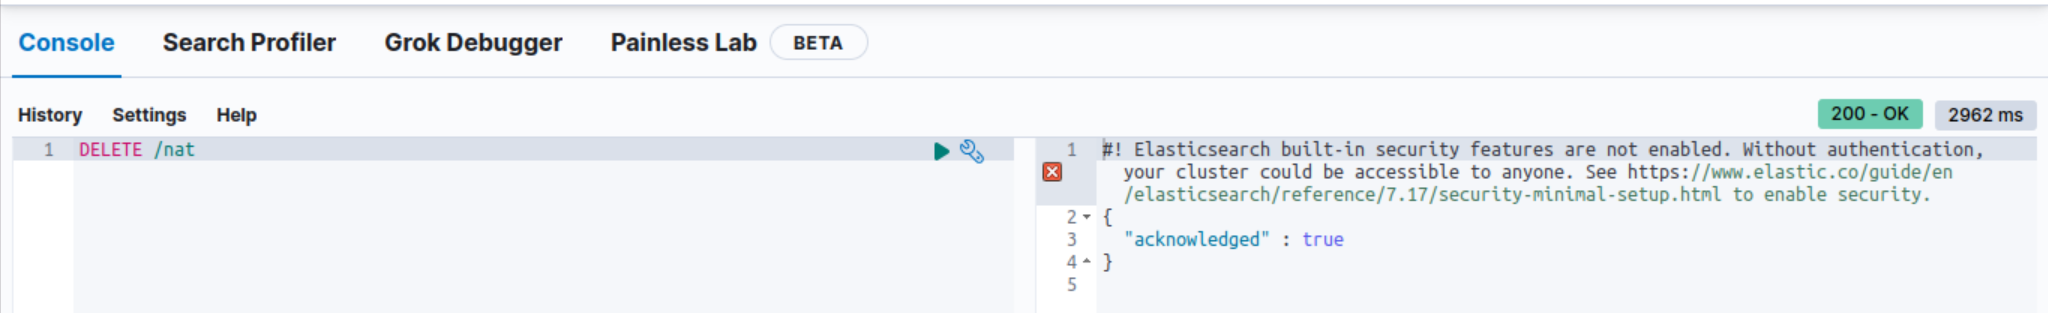 Console Search Profiler Grok Debugger Painless Lab BETA
History Settings Help 200 - OK 2962 ms
1 DELETE /nat
1 #! Elasticsearch built-in security features are not enabled. Without authentication,
your cluster could be accessible to anyone. See https://www.elastic.co/guide/en
/elasticsearch/reference/7.17/security-minimal-setup.html to enable security.
2 {
3 "acknowledged" : true
4 }
5